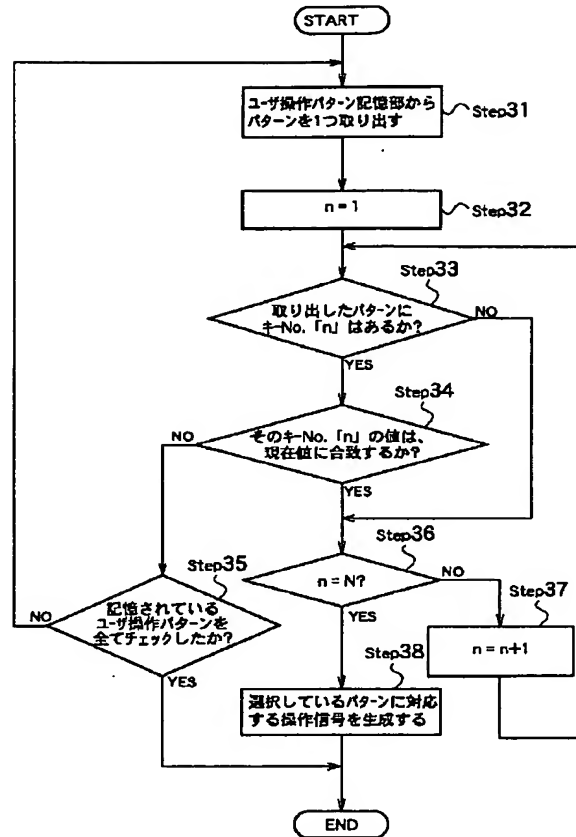 START
ユーザ操作パターン記憶部から
パターンを1つ取り出す
Step31
n = 1
Step32
Step33
取り出したパターンに
キーNo.「n」はあるか?
NO
YES
Step34
そのキーNo.「n」の値は、
現在値に合致するか?
NO
YES
Step35
記憶されている
ユーザ操作パターンを
全てチェックしたか?
NO
YES
Step36
n = N?
NO
YES
Step37
n = n+1
Step38
選択しているパターンに対応
する操作信号を生成する
END